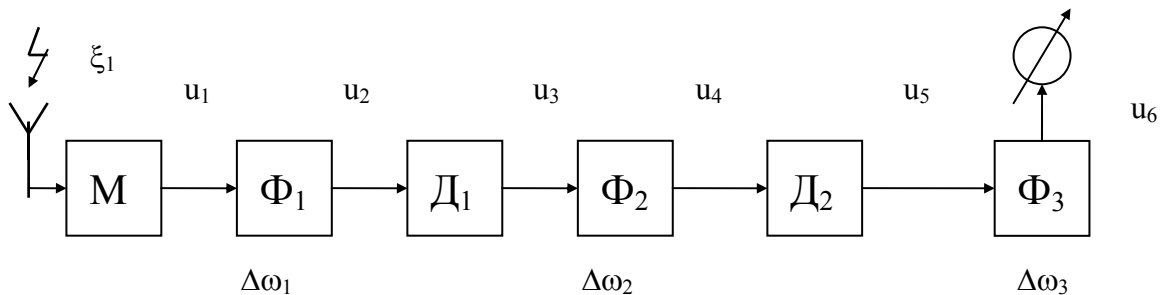 ξ₁
u₁ u₂ u₃ u₄ u₅ u₆
М Ф₁ Д₁ Ф₂ Д₂ Ф₃
Δω₁ Δω₂ Δω₃